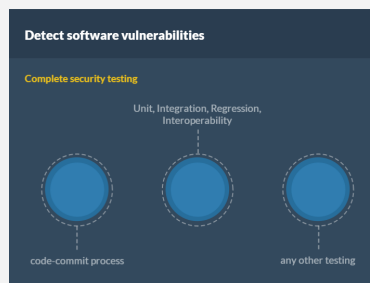 Detect software vulnerabilities
Complete security testing
Unit, Integration, Regression,
Interoperability
code-commit process
any other testing